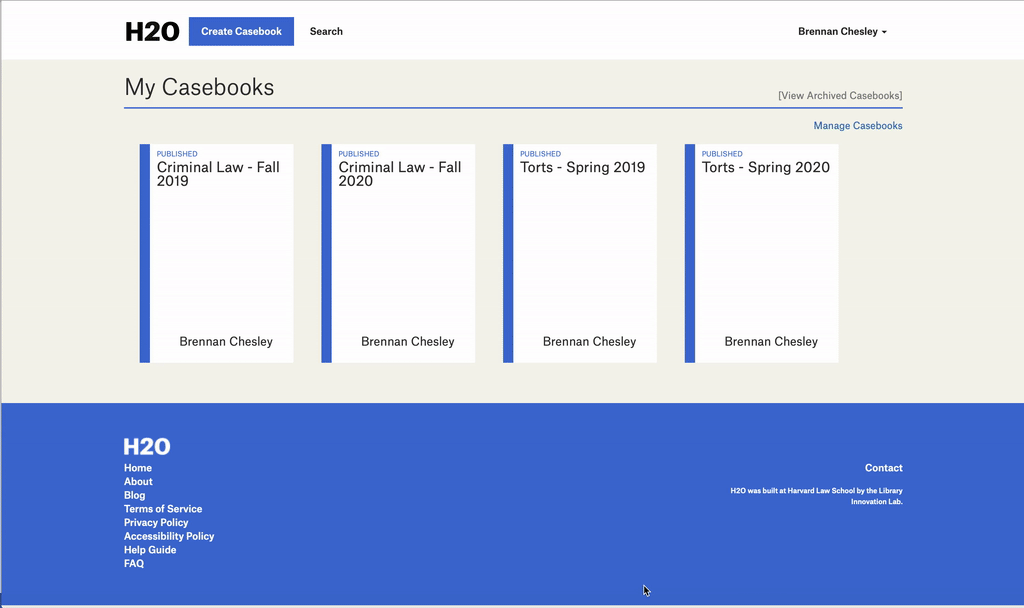 H2O Create Casebook Search Brennan Chesley
My Casebooks
[View Archived Casebooks]
Manage Casebooks
PUBLISHED
Criminal Law - Fall
2019
Brennan Chesley
PUBLISHED
Criminal Law - Fall
2020
Brennan Chesley
PUBLISHED
Torts - Spring 2019
Brennan Chesley
PUBLISHED
Torts - Spring 2020
Brennan Chesley
H2O
Home
About
Blog
Terms of Service
Privacy Policy
Accessibility Policy
Help Guide
FAQ
Contact
H2O was built at Harvard Law School by the Library
Innovation Lab.